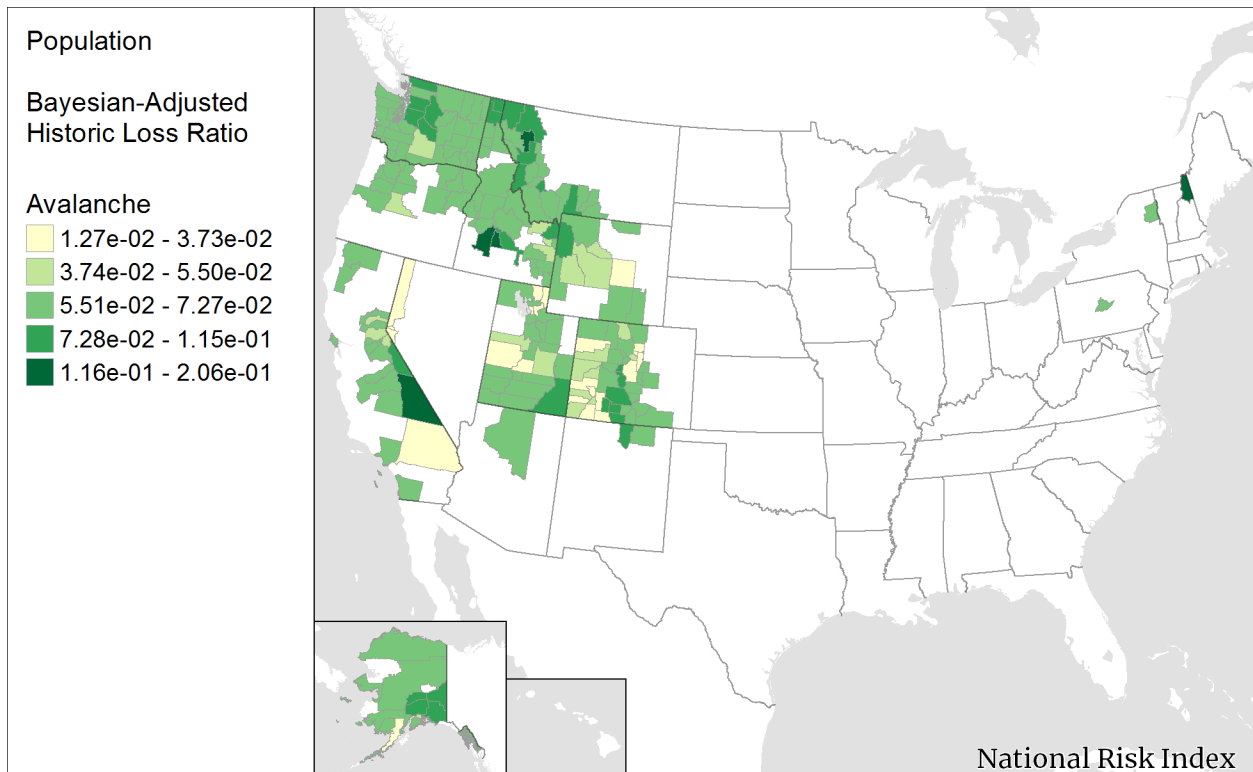 Population
Bayesian-Adjusted
Historic Loss Ratio
Avalanche
1.27e-02 - 3.73e-02
3.74e-02 - 5.50e-02
5.51e-02 - 7.27e-02
7.28e-02 - 1.15e-01
1.16e-01 - 2.06e-01
National Risk Index